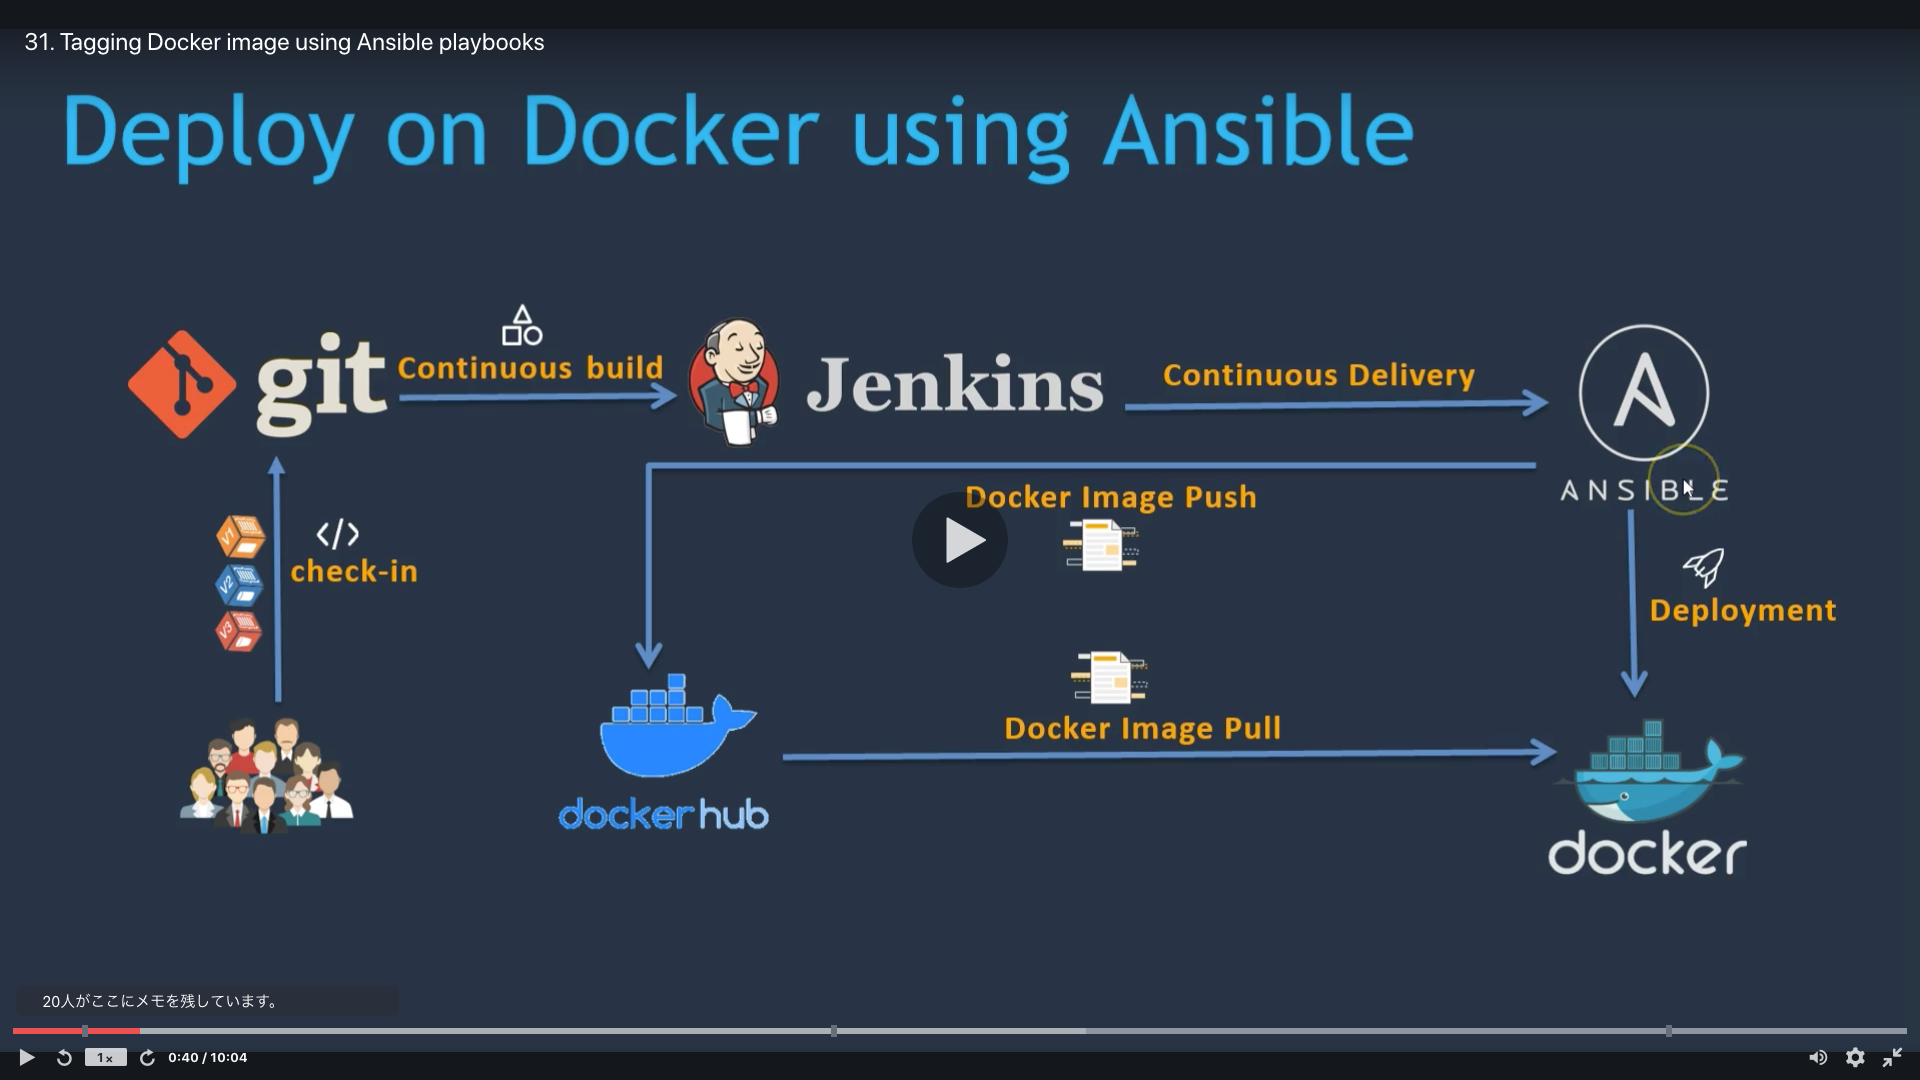 31. Tagging Docker image using Ansible playbooks
Deploy on Docker using Ansible
git
Continuous build
Jenkins
Continuous Delivery
A
ANSIBLE
Docker Image Push
V1
V2
V3
</>
check-in
Deployment
Docker Image Pull
docker hub
docker
20人がここにメモを残しています。
1x
0:40 / 10:04